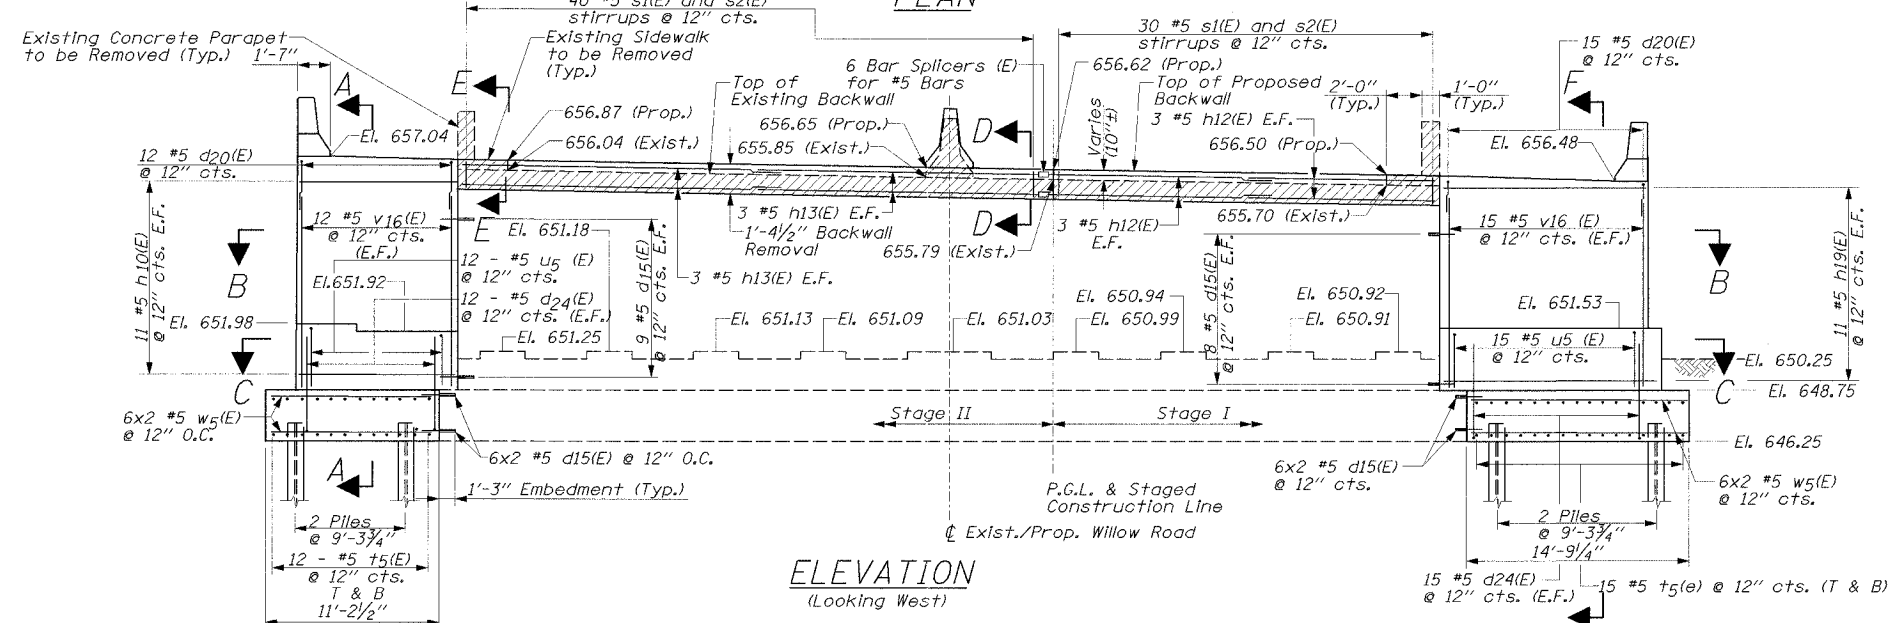 PLAN
40 #5 s1(E) and s2(E)
stirrups @ 12" cts.
30 #5 s1(E) and s2(E)
stirrups @ 12" cts.
Existing Concrete Parapet
to be Removed (Typ.)
1'-7"
Existing Sidewalk
to be Removed
(Typ.)
6 Bar Splicers (E)
for #5 Bars
656.62 (Prop.)
15 #5 d20(E)
@ 12" cts.
A
E
F
Top of
Existing Backwall
Top of Proposed
Backwall
2'-0"
(Typ.)
1'-0"
(Typ.)
656.87 (Prop.)
656.04 (Exist.)
656.65 (Prop.)
655.85 (Exist.)
D
Varies
(10"±)
3 #5 h12(E) E.F.
656.50 (Prop.)
El. 657.04
El. 656.48
12 #5 d20(E)
@ 12" cts.
12 #5 v16(E)
@ 12" cts.
(E.F.)
E
El. 651.18
3 #5 h13(E) E.F.
1'-4½" Backwall
Removal
D
655.79 (Exist.)
3 #5 h12(E)
E.F.
655.70 (Exist.)
15 #5 v16 (E)
@ 12" cts. (E.F.)
11 #5 h10(E)
@ 12" cts. E.F.
B
12 - #5 u5 (E)
@ 12" cts.
3 #5 h13(E) E.F.
B
11 #5 h19(E)
@ 12" cts. E.F.
El.651.92
12 - #5 d24(E)
@ 12" cts. (E.F.)
9 #5 d15(E)
@ 12" cts. E.F.
8 #5 d15(E)
@ 12" cts. E.F.
El. 650.94
El. 650.92
El. 651.53
El. 651.98
El. 651.25
El. 651.13
El. 651.09
El. 651.03
El. 650.99
El. 650.91
15 #5 u5 (E)
@ 12" cts.
El. 650.25
C
C
El. 648.75
6x2 #5 w5(E)
@ 12" O.C.
Stage II
Stage I
El. 646.25
A
6x2 #5 d15(E) @ 12" O.C.
6x2 #5 d15(E)
@ 12" cts.
1'-3" Embedment (Typ.)
P.G.L. & Staged
Construction Line
6x2 #5 w5(E)
@ 12" cts.
2 Piles
@ 9'-3¾"
℄ Exist./Prop. Willow Road
2 Piles
@ 9'-3¾"
14'-9¼"
12 - #5 t5(E)
@ 12" cts.
T & B
11'-2½"
ELEVATION
(Looking West)
15 #5 d24(E)
@ 12" cts. (E.F.)
15 #5 t5(e) @ 12" cts. (T & B)